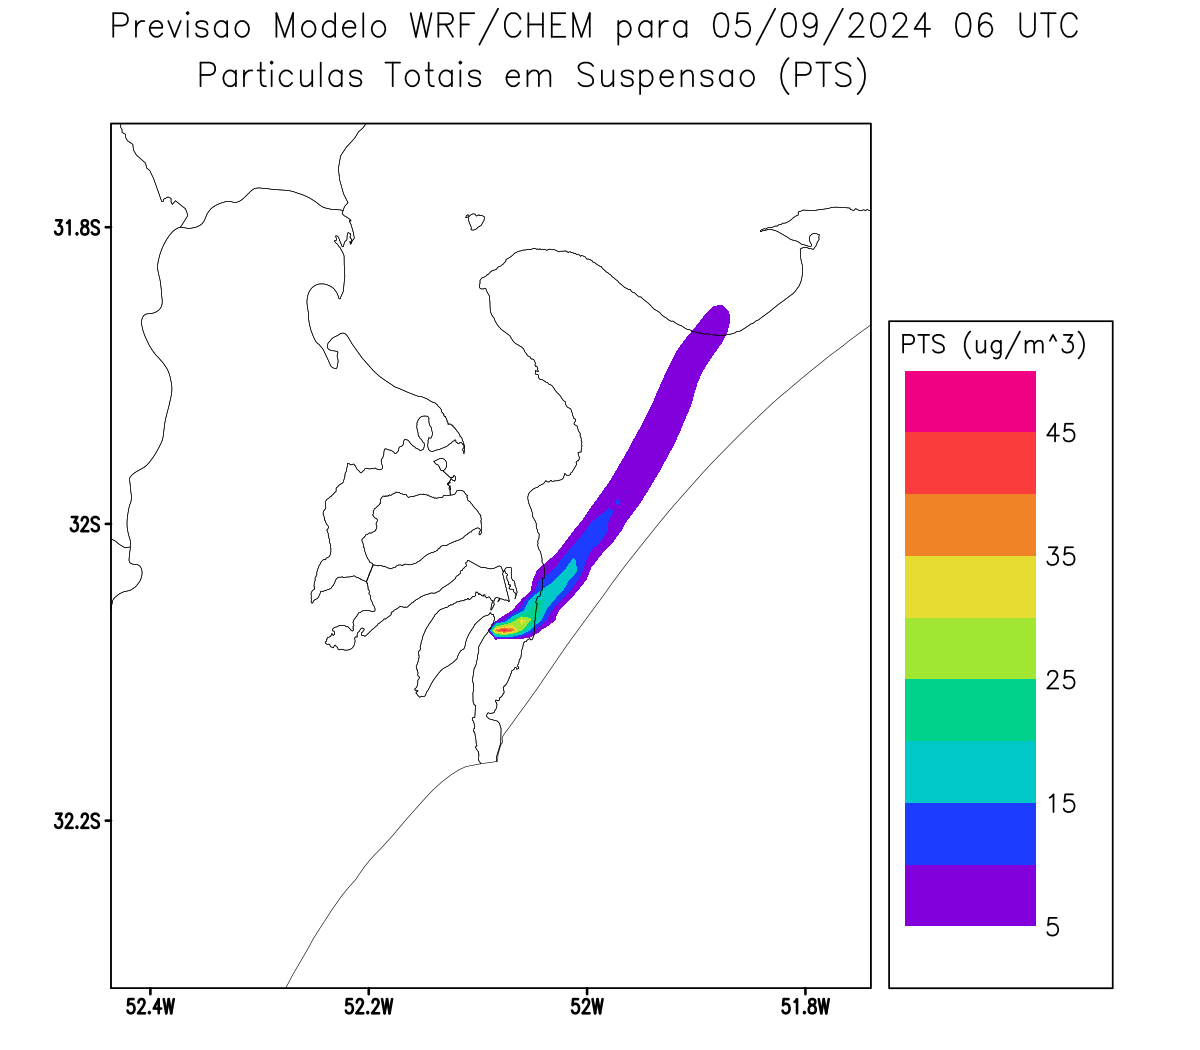 Previsao Modelo WRF/CHEM para 05/09/2024 06 UTC
Particulas Totais em Suspensao (PTS)
31.8S
32S
32.2S
52.4W
52.2W
52W
51.8W
PTS (ug/m^3)
45
35
25
15
5